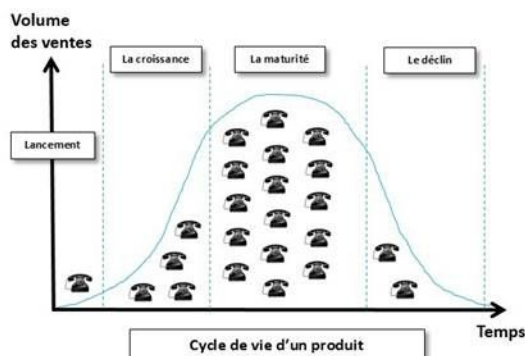 Volume
des ventes
La croissance
La maturité
Le déclin
Lancement
Temps
Cycle de vie d’un produit